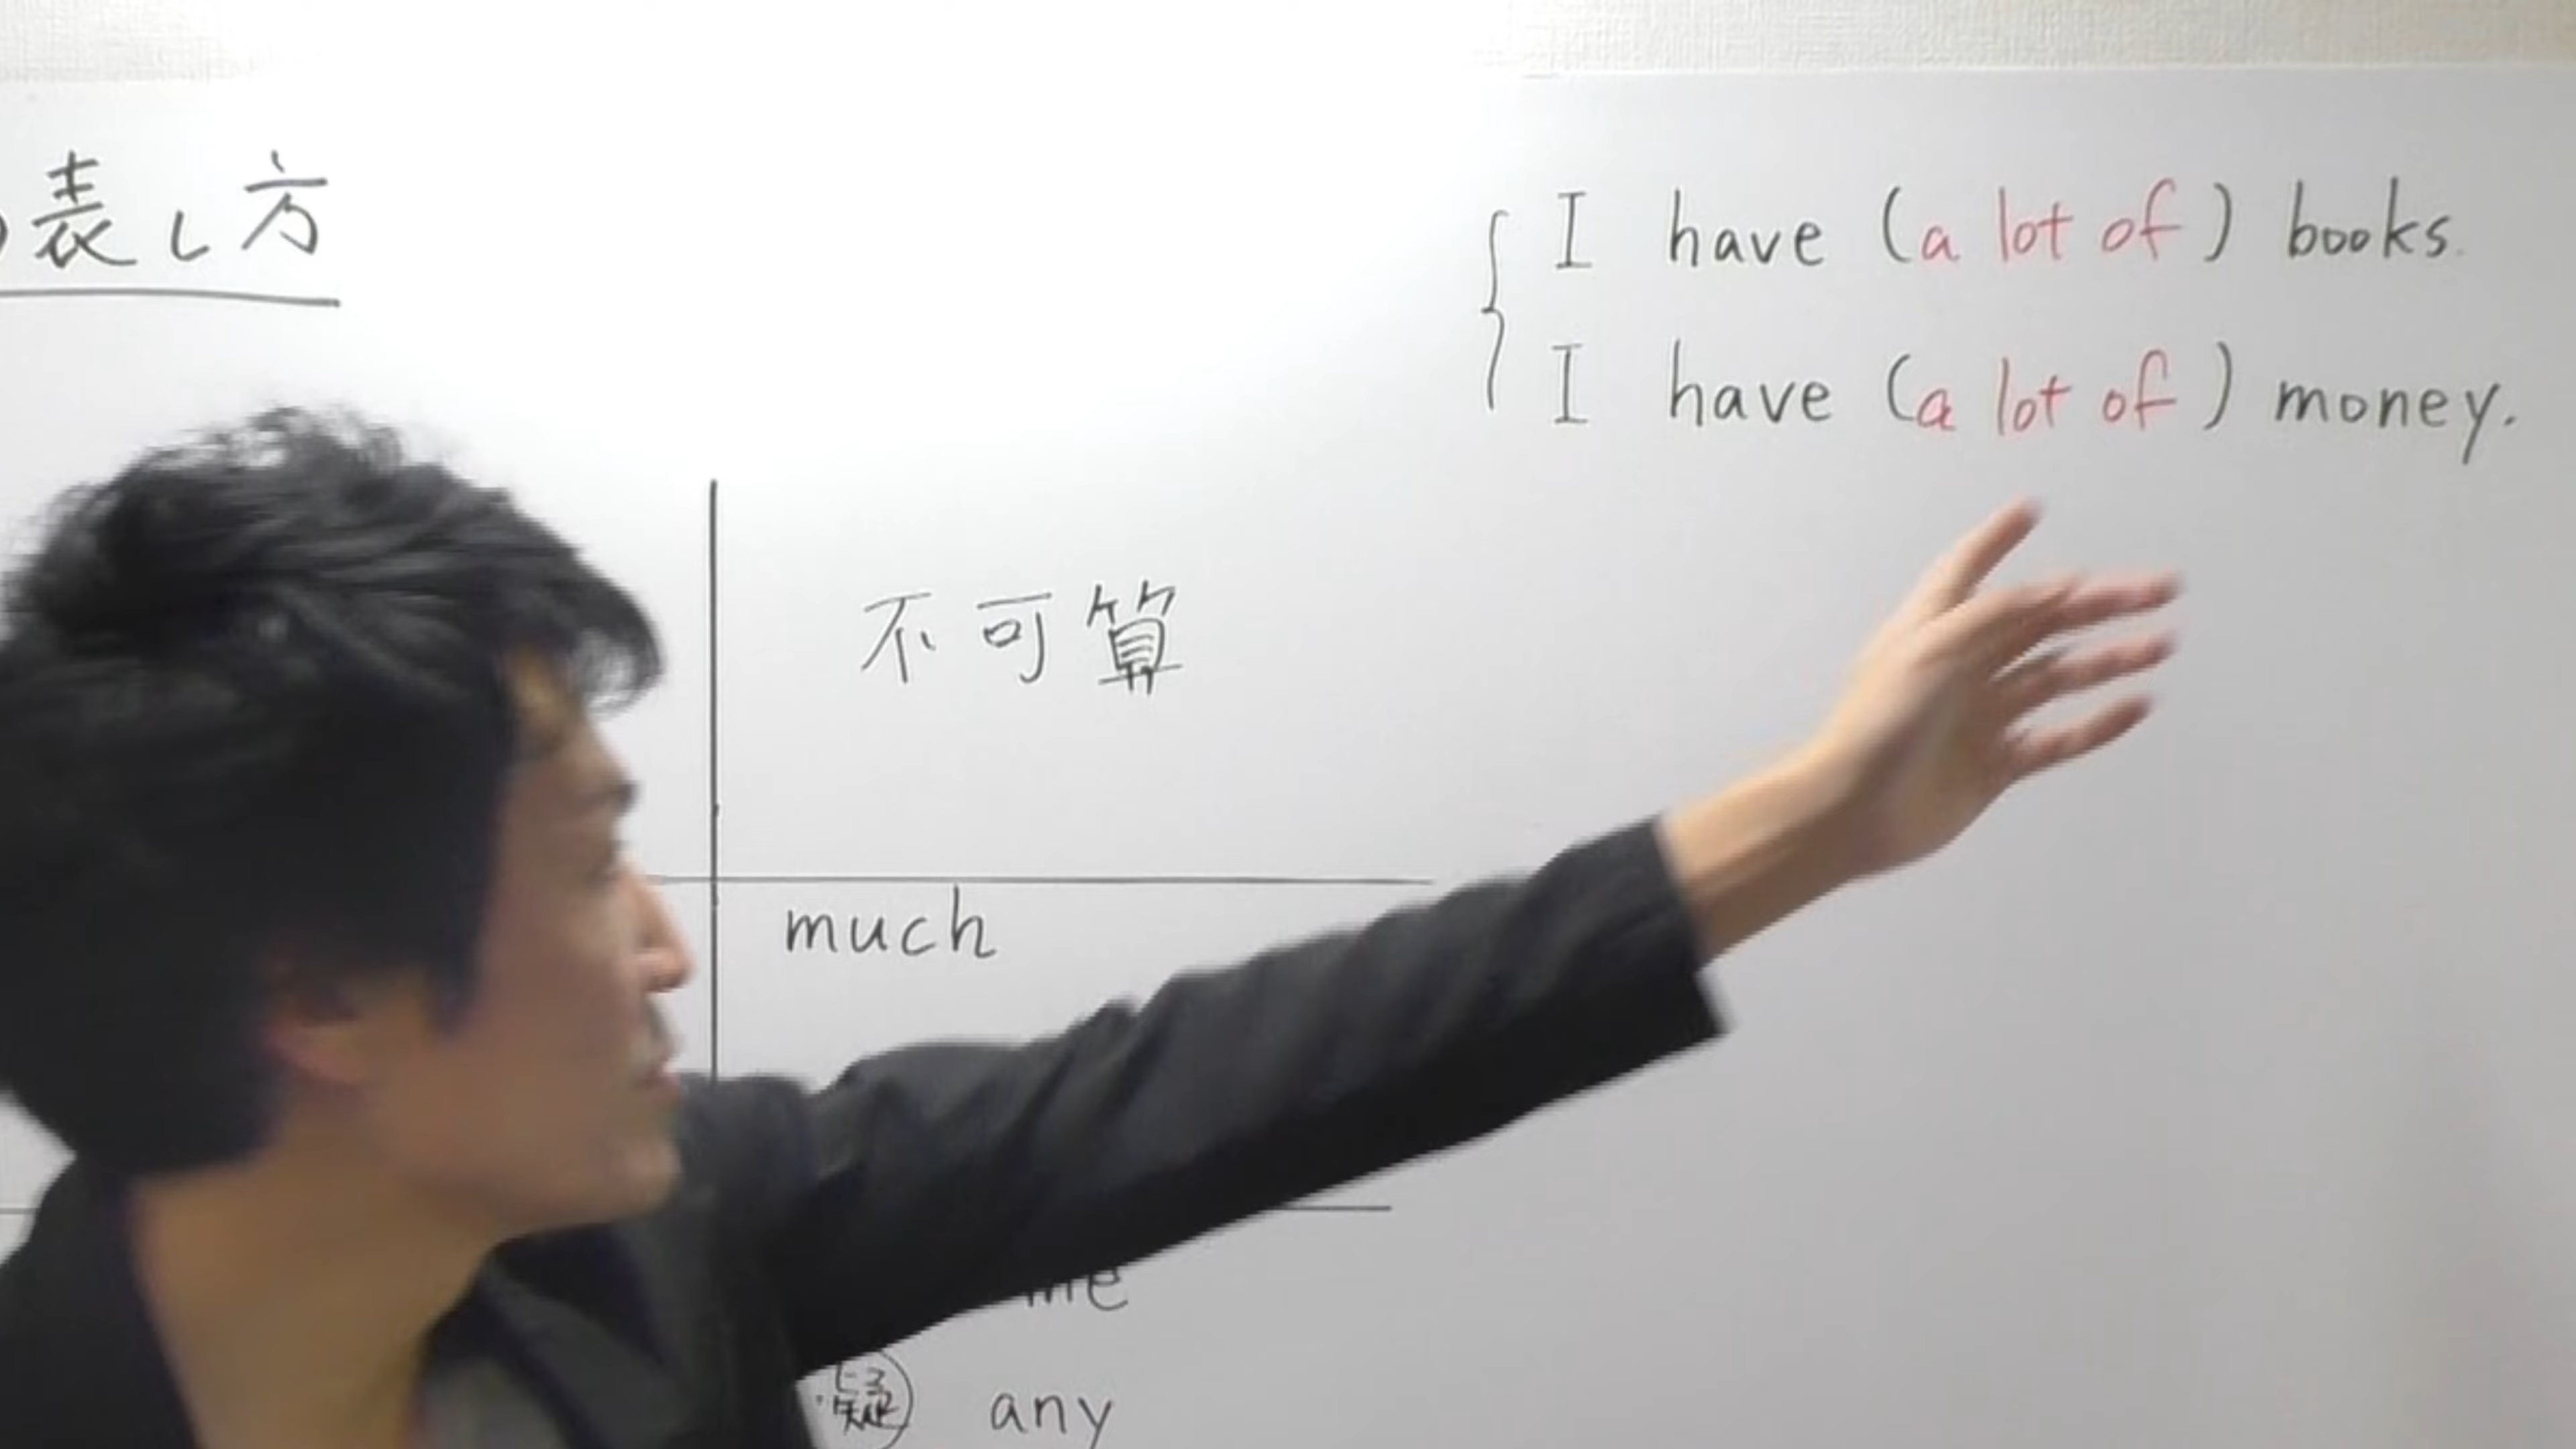 表し方
I have (a lot of) books.
I have (a lot of) money.
不可算
much
疑 any